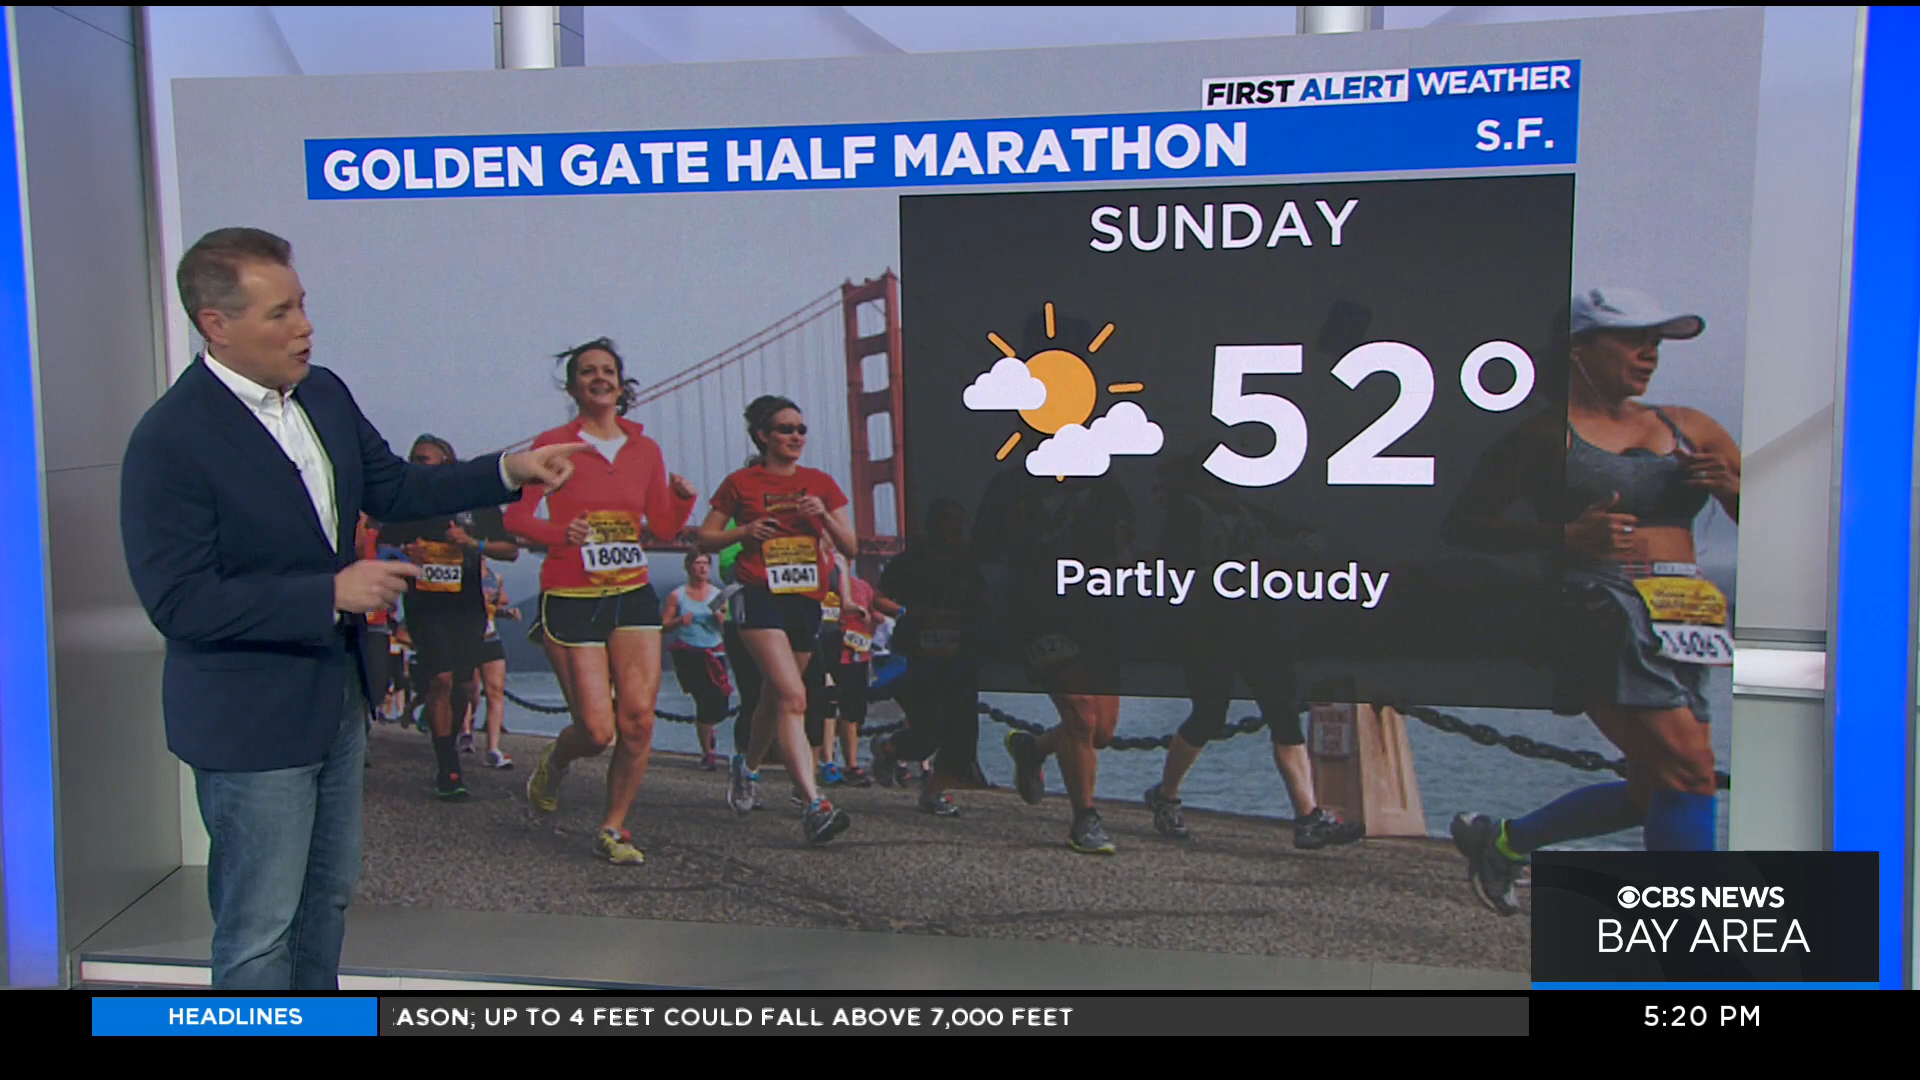 FIRST ALERT WEATHER
GOLDEN GATE HALF MARATHON
S.F.
SUNDAY
52°
Partly Cloudy
18009
14041
0052
CBS NEWS
BAY AREA
HEADLINES
ASON; UP TO 4 FEET COULD FALL ABOVE 7,000 FEET
5:20 PM